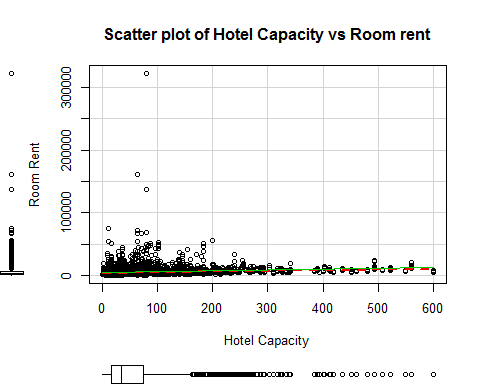 Scatter plot of Hotel Capacity vs Room rent
Room Rent
0
100000
200000
300000
0 100 200 300 400 500 600
Hotel Capacity